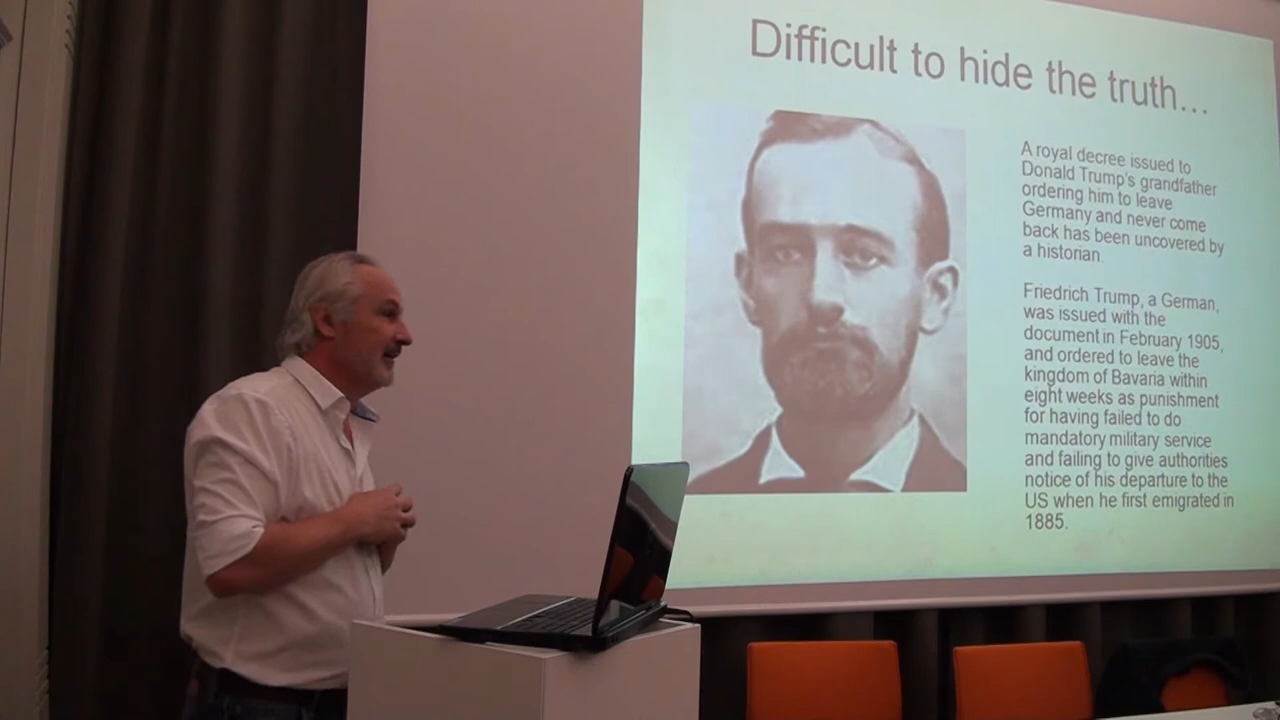 Difficult to hide the truth...
A royal decree issued to
Donald Trump's grandfather
ordering him to leave
Germany and never come
back has been uncovered by
a historian.
Friedrich Trump, a German,
was issued with the
document in February 1905,
and ordered to leave the
kingdom of Bavaria within
eight weeks as punishment
for having failed to do
mandatory military service
and failing to give authorities
notice of his departure to the
US when he first emigrated in
1885.